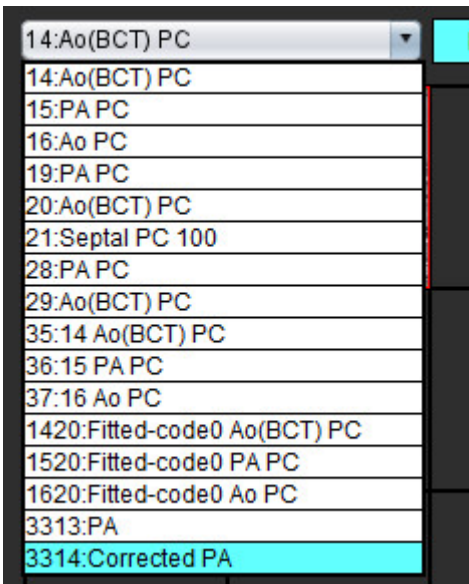 14:Ao(BCT) PC
14:Ao(BCT) PC
15:PA PC
16:Ao PC
19:PA PC
20:Ao(BCT) PC
21:Septal PC 100
28:PA PC
29:Ao(BCT) PC
35:14 Ao(BCT) PC
36:15 PA PC
37:16 Ao PC
1420:Fitted-code0 Ao(BCT) PC
1520:Fitted-code0 PA PC
1620:Fitted-code0 Ao PC
3313:PA
3314:Corrected PA